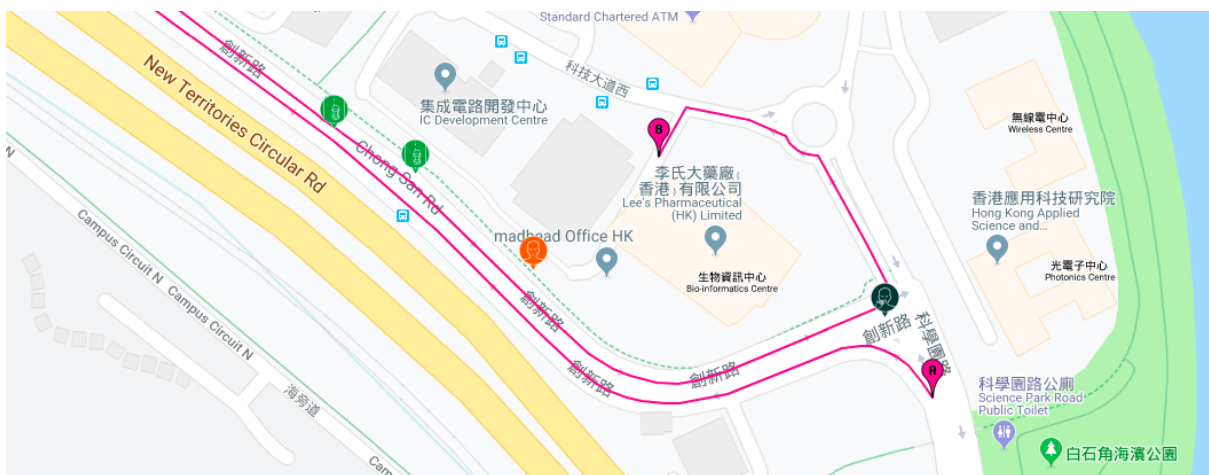 Standard Chartered ATM
創新路
科技大道西
New Territories Circular Rd
集成電路開發中心
IC Development Centre
無線電中心
Wireless Centre
B
Chong San Rd
李氏大藥廠(
香港)有限公司
Lee's Pharmaceutical
(HK) Limited
香港應用科技研究院
Hong Kong Applied
Science and...
madhead Office HK
生物資訊中心
Bio-informatics Centre
光電子中心
Photonics Centre
N
Campus Circuit N
Campus Circuit N
創新路
創新路
創新路
創新路
科學園路
A
海旁道
科學園路公廁
Science Park Road
Public Toilet
白石角海濱公園
Campus Circ